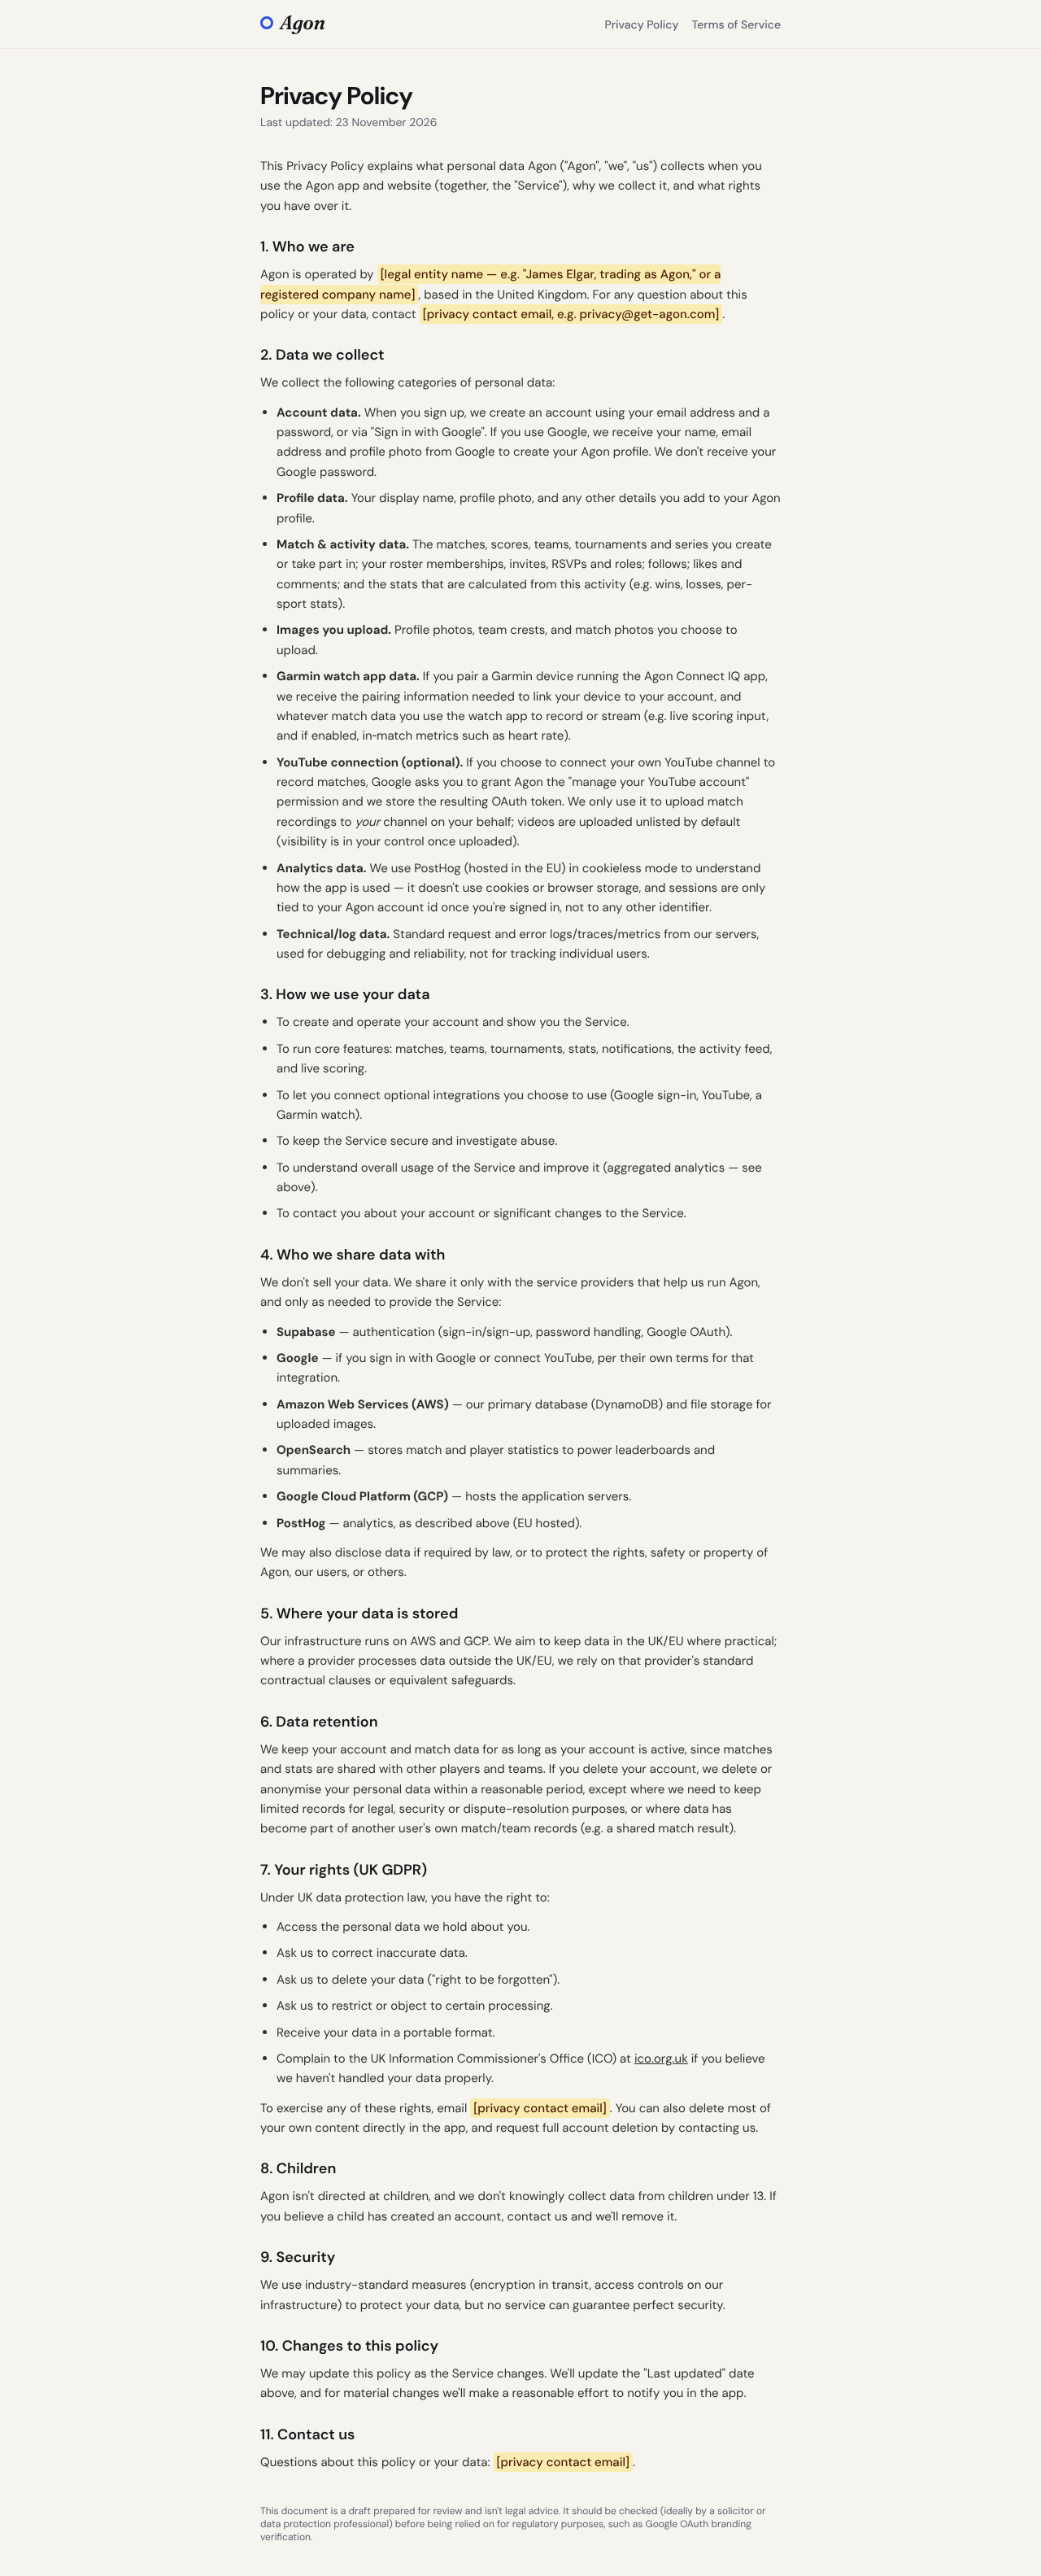 Agon
Privacy Policy Terms of Service
Privacy Policy
Last updated: 23 November 2026
This Privacy Policy explains what personal data Agon ("Agon", "we", "us") collects when you
use the Agon app and website (together, the "Service"), why we collect it, and what rights
you have over it.
1. Who we are
Agon is operated by [legal entity name — e.g. "James Elgar, trading as Agon," or a
registered company name], based in the United Kingdom. For any question about this
policy or your data, contact [privacy contact email, e.g. privacy@get-agon.com].
2. Data we collect
We collect the following categories of personal data:
• Account data. When you sign up, we create an account using your email address and a
password, or via "Sign in with Google". If you use Google, we receive your name, email
address and profile photo from Google to create your Agon profile. We don't receive your
Google password.
• Profile data. Your display name, profile photo, and any other details you add to your Agon
profile.
• Match & activity data. The matches, scores, teams, tournaments and series you create
or take part in; your roster memberships, invites, RSVPs and roles; follows; likes and
comments; and the stats that are calculated from this activity (e.g. wins, losses, per-
sport stats).
• Images you upload. Profile photos, team crests, and match photos you choose to
upload.
• Garmin watch app data. If you pair a Garmin device running the Agon Connect IQ app,
we receive the pairing information needed to link your device to your account, and
whatever match data you use the watch app to record or stream (e.g. live scoring input,
and if enabled, in-match metrics such as heart rate).
• YouTube connection (optional). If you choose to connect your own YouTube channel to
record matches, Google asks you to grant Agon the "manage your YouTube account"
permission and we store the resulting OAuth token. We only use it to upload match
recordings to your channel on your behalf; videos are uploaded unlisted by default
(visibility is in your control once uploaded).
• Analytics data. We use PostHog (hosted in the EU) in cookieless mode to understand
how the app is used — it doesn't use cookies or browser storage, and sessions are only
tied to your Agon account id once you're signed in, not to any other identifier.
• Technical/log data. Standard request and error logs/traces/metrics from our servers,
used for debugging and reliability, not for tracking individual users.
3. How we use your data
• To create and operate your account and show you the Service.
• To run core features: matches, teams, tournaments, stats, notifications, the activity feed,
and live scoring.
• To let you connect optional integrations you choose to use (Google sign-in, YouTube, a
Garmin watch).
• To keep the Service secure and investigate abuse.
• To understand overall usage of the Service and improve it (aggregated analytics — see
above).
• To contact you about your account or significant changes to the Service.
4. Who we share data with
We don't sell your data. We share it only with the service providers that help us run Agon,
and only as needed to provide the Service:
• Supabase — authentication (sign-in/sign-up, password handling, Google OAuth).
• Google — if you sign in with Google or connect YouTube, per their own terms for that
integration.
• Amazon Web Services (AWS) — our primary database (DynamoDB) and file storage for
uploaded images.
• OpenSearch — stores match and player statistics to power leaderboards and
summaries.
• Google Cloud Platform (GCP) — hosts the application servers.
• PostHog — analytics, as described above (EU hosted).
We may also disclose data if required by law, or to protect the rights, safety or property of
Agon, our users, or others.
5. Where your data is stored
Our infrastructure runs on AWS and GCP. We aim to keep data in the UK/EU where practical;
where a provider processes data outside the UK/EU, we rely on that provider's standard
contractual clauses or equivalent safeguards.
6. Data retention
We keep your account and match data for as long as your account is active, since matches
and stats are shared with other players and teams. If you delete your account, we delete or
anonymise your personal data within a reasonable period, except where we need to keep
limited records for legal, security or dispute-resolution purposes, or where data has
become part of another user's own match/team records (e.g. a shared match result).
7. Your rights (UK GDPR)
Under UK data protection law, you have the right to:
• Access the personal data we hold about you.
• Ask us to correct inaccurate data.
• Ask us to delete your data ("right to be forgotten").
• Ask us to restrict or object to certain processing.
• Receive your data in a portable format.
• Complain to the UK Information Commissioner's Office (ICO) at ico.org.uk if you believe
we haven't handled your data properly.
To exercise any of these rights, email [privacy contact email]. You can also delete most of
your own content directly in the app, and request full account deletion by contacting us.
8. Children
Agon isn't directed at children, and we don't knowingly collect data from children under 13. If
you believe a child has created an account, contact us and we'll remove it.
9. Security
We use industry-standard measures (encryption in transit, access controls on our
infrastructure) to protect your data, but no service can guarantee perfect security.
10. Changes to this policy
We may update this policy as the Service changes. We'll update the "Last updated" date
above, and for material changes we'll make a reasonable effort to notify you in the app.
11. Contact us
Questions about this policy or your data: [privacy contact email].
This document is a draft prepared for review and isn't legal advice. It should be checked (ideally by a solicitor or
data protection professional) before being relied on for regulatory purposes, such as Google OAuth branding
verification.